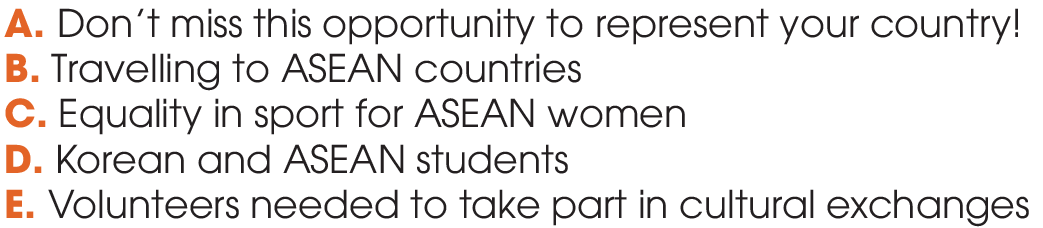 A. Don't miss this opportunity to represent your country!
B. Travelling to ASEAN countries
C. Equality in sport for ASEAN women
D. Korean and ASEAN students
E. Volunteers needed to take part in cultural exchanges